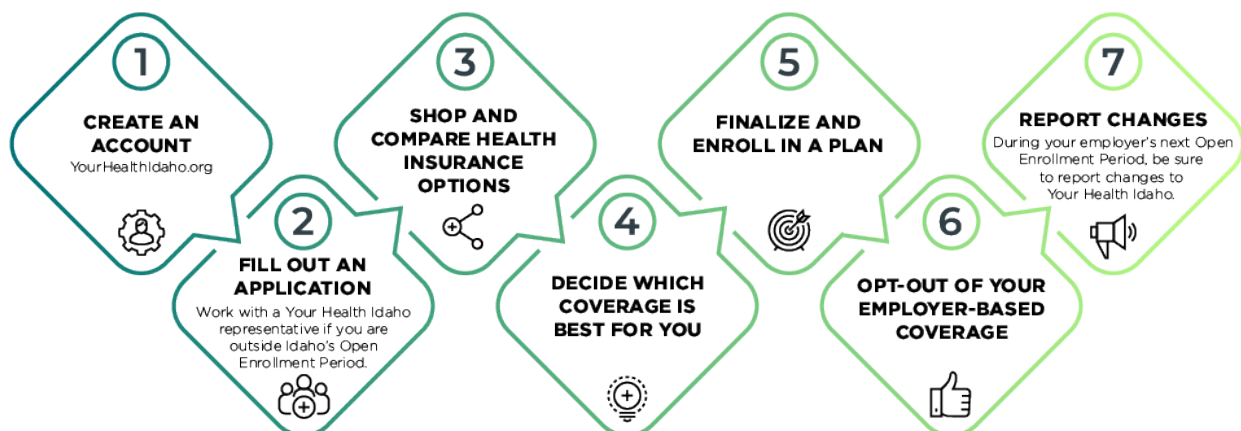 1
CREATE AN
ACCOUNT
YourHealthIdaho.org
2
FILL OUT AN
APPLICATION
Work with a Your Health Idaho
representative if you are
outside Idaho's Open
Enrollment Period.
3
SHOP AND
COMPARE HEALTH
INSURANCE
OPTIONS
4
DECIDE WHICH
COVERAGE IS
BEST FOR YOU
5
FINALIZE AND
ENROLL IN A PLAN
6
OPT-OUT OF YOUR
EMPLOYER-BASED
COVERAGE
7
REPORT CHANGES
During your employer's next Open
Enrollment Period, be sure
to report changes to
Your Health Idaho.